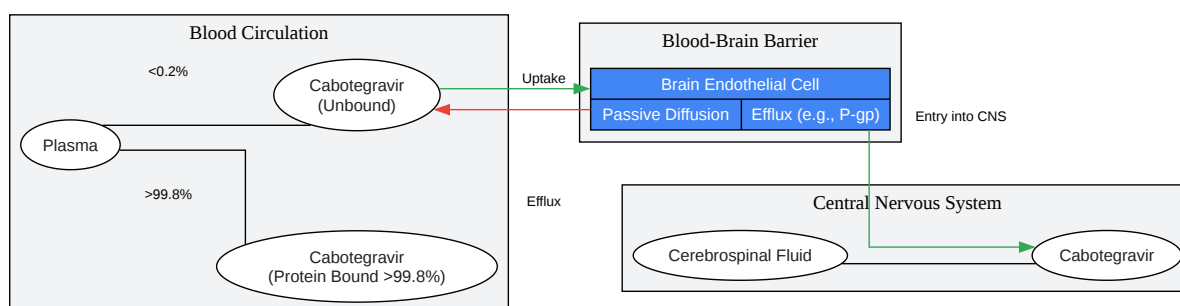 Blood Circulation
<0.2%
Cabotegravir
(Unbound)
Plasma
>99.8%
Cabotegravir
(Protein Bound >99.8%)
Uptake
Efflux
Blood-Brain Barrier
Brain Endothelial Cell
Passive Diffusion
Efflux (e.g., P-gp)
Entry into CNS
Central Nervous System
Cerebrospinal Fluid
Cabotegravir